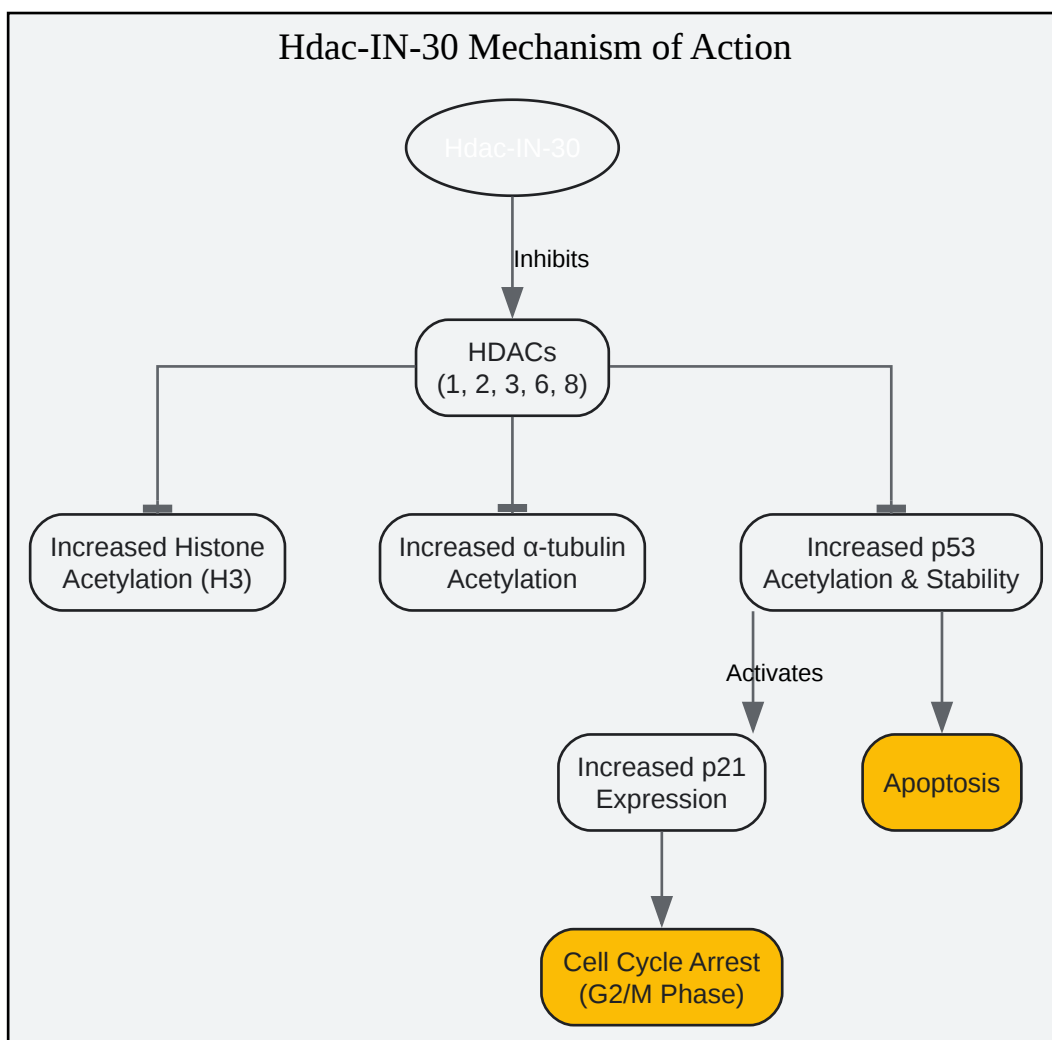 Hdac-IN-30 Mechanism of Action
Hdac-IN-30
Inhibits
HDACs
(1, 2, 3, 6, 8)
Increased Histone
Acetylation (H3)
Increased α-tubulin
Acetylation
Increased p53
Acetylation & Stability
Activates
Increased p21
Expression
Apoptosis
Cell Cycle Arrest
(G2/M Phase)